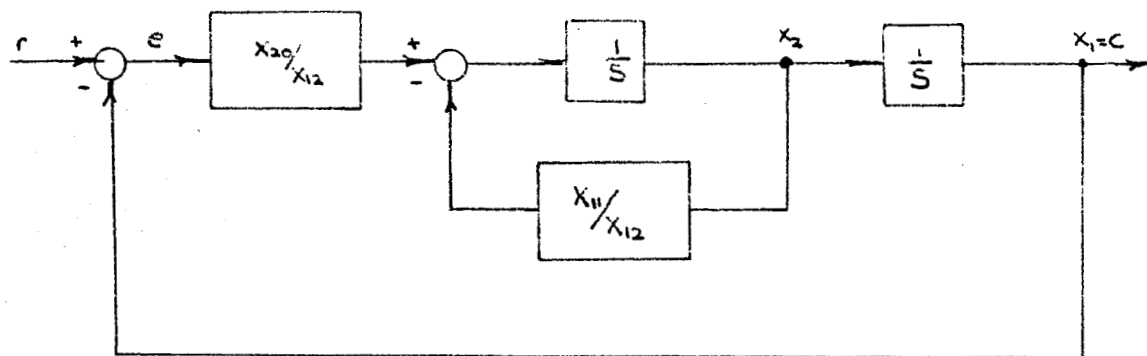 r
+
-
e
X20/X12
+
-
1/S
X2
1/S
X1=C
X11/X12